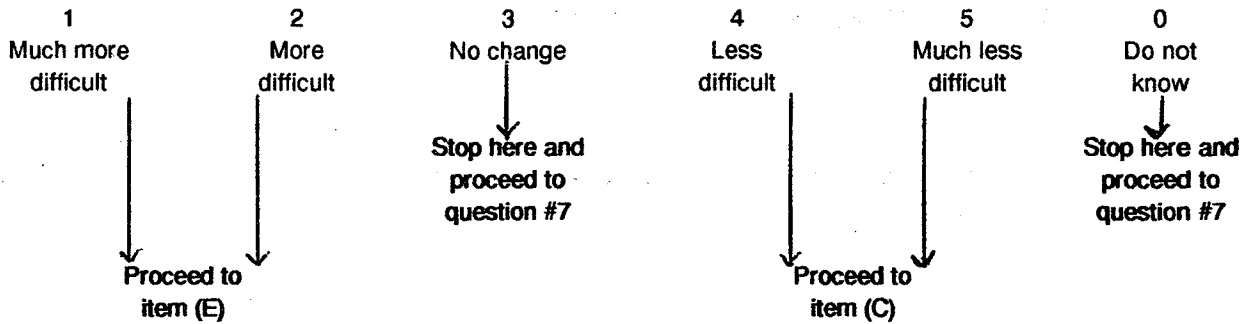 1 2 3 4 5 0
Much more More No change Less Much less Do not
difficult difficult difficult difficult know
Stop here and Stop here and
proceed to proceed to
question #7 question #7
Proceed to Proceed to
item (E) item (C)